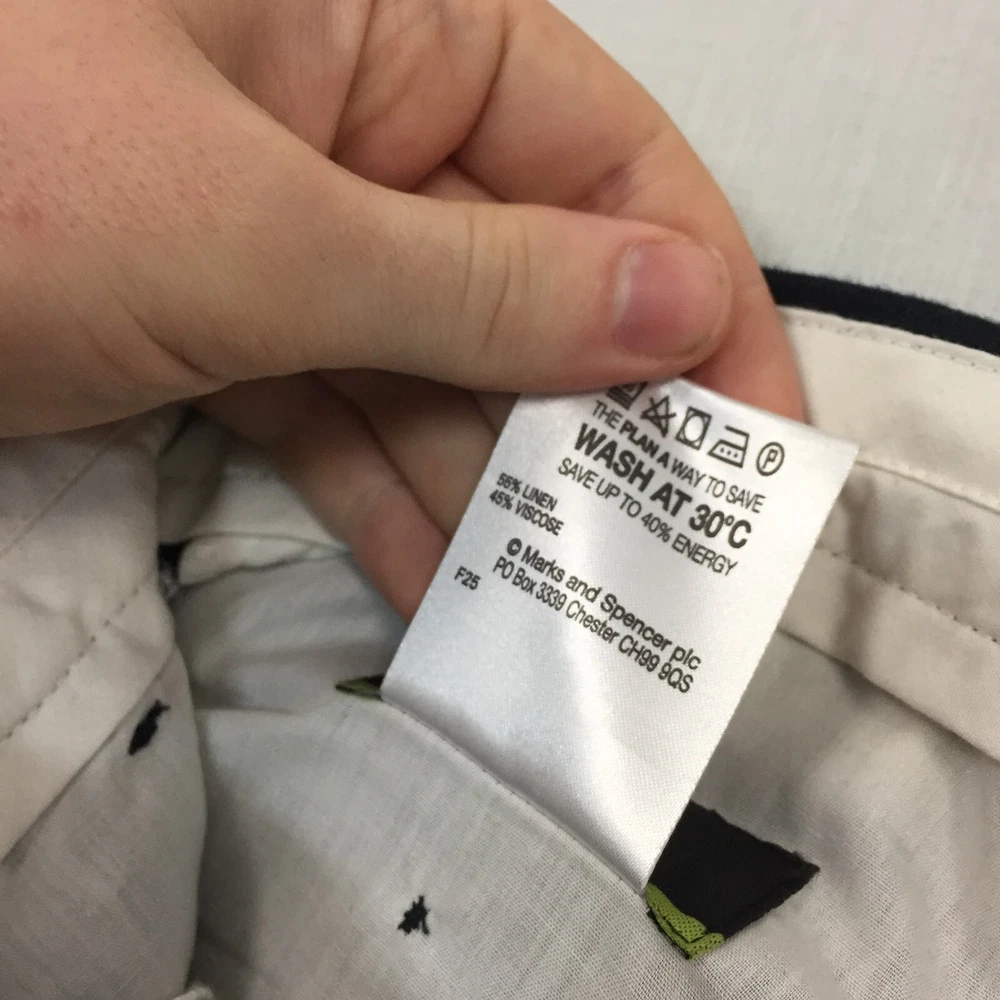 P
THE PLAN A WAY TO SAVE
WASH AT 30°C
SAVE UP TO 40% ENERGY
55% LINEN
45% VISCOSE
© Marks and Spencer plc
PO Box 3339 Chester CH99 9QS
F25